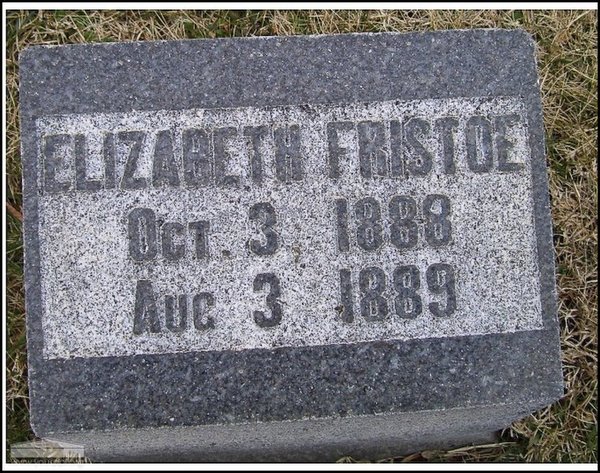 ELIZABETH FRISTOE
OCT. 3, 1888
AUG. 3 1889